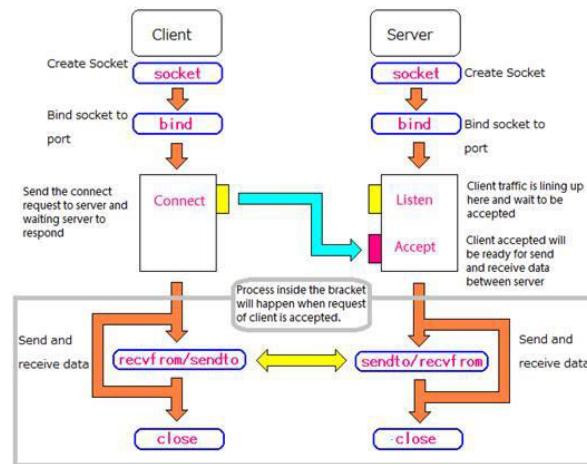 Client
Server
Create Socket
socket
socket
Create Socket
Bind socket to
port
bind
bind
Bind socket to
port
Send the connect
request to server and
waiting server to
respond
Connect
Listen
Client traffic is lining up
here and wait to be
accepted
Accept
Client accepted will
be ready for send
and receive data
between server
Process inside the bracket
will happen when request
of client is accepted.
Send and
receive data
recvfrom/sendto
sendto/recvfrom
Send and
receive data
close
close